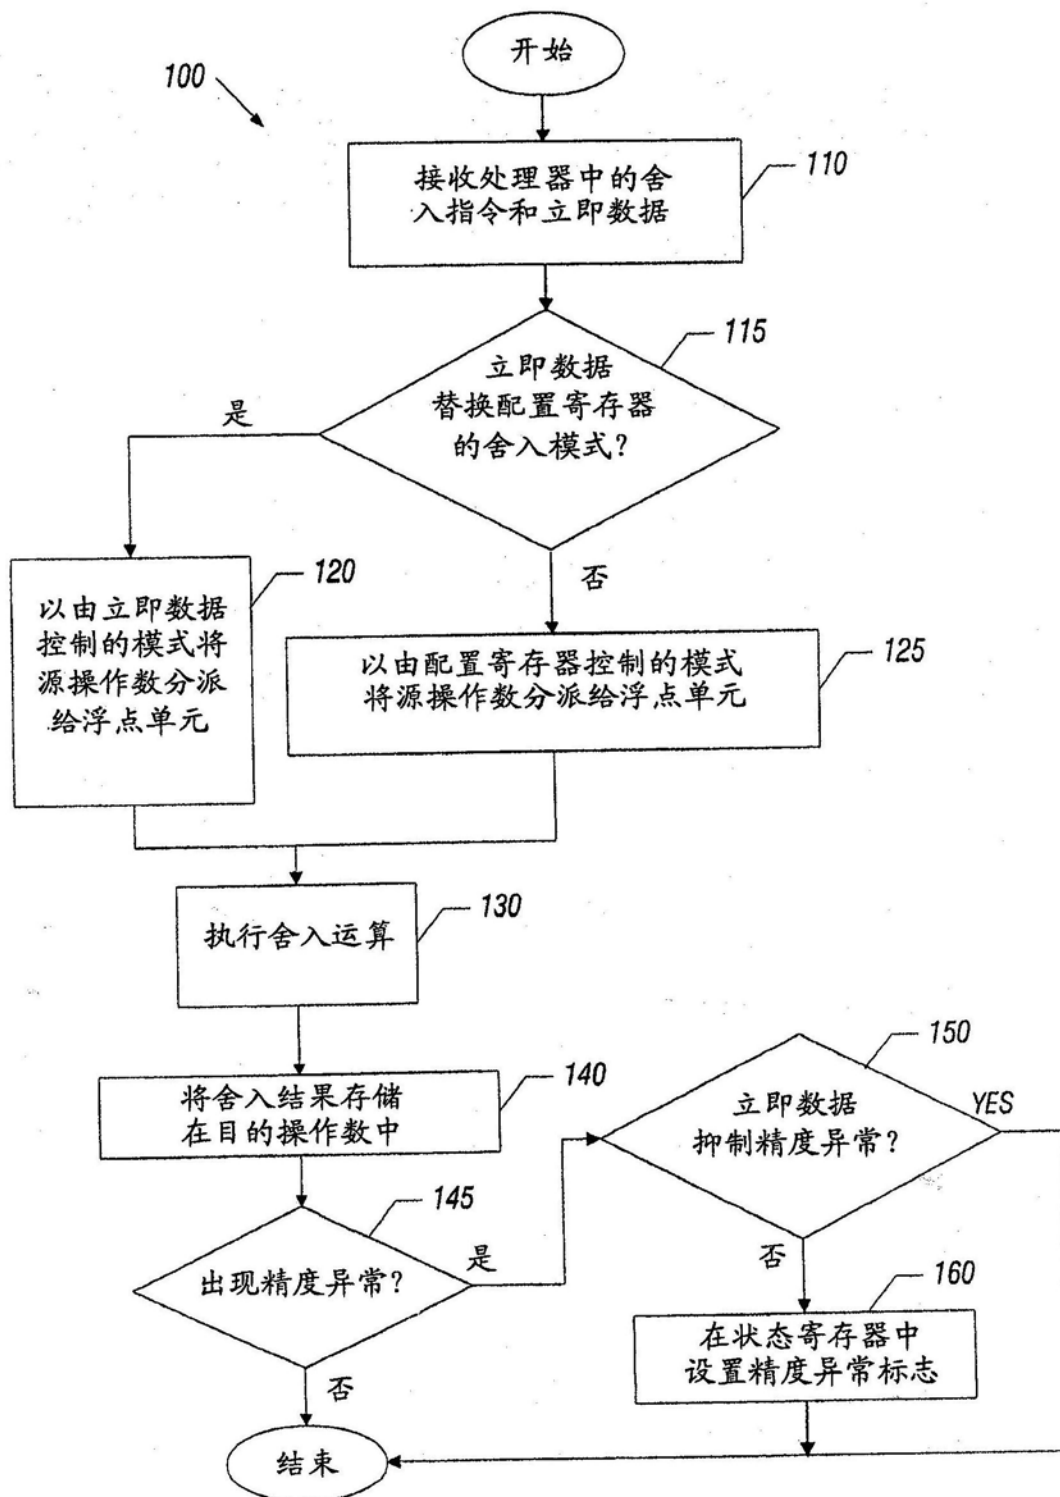 开始
100
接收处理器中的舍
入指令和立即数据
110
立即数据
替换配置寄存器
的舍入模式?
115
是
否
以由立即数据
控制的模式将
源操作数分派
给浮点单元
120
以由配置寄存器控制的模式
将源操作数分派给浮点单元
125
执行舍入运算
130
将舍入结果存储
在目的操作数中
140
出现精度异常?
145
是
否
立即数据
抑制精度异常?
150
YES
否
在状态寄存器中
设置精度异常标志
160
结束